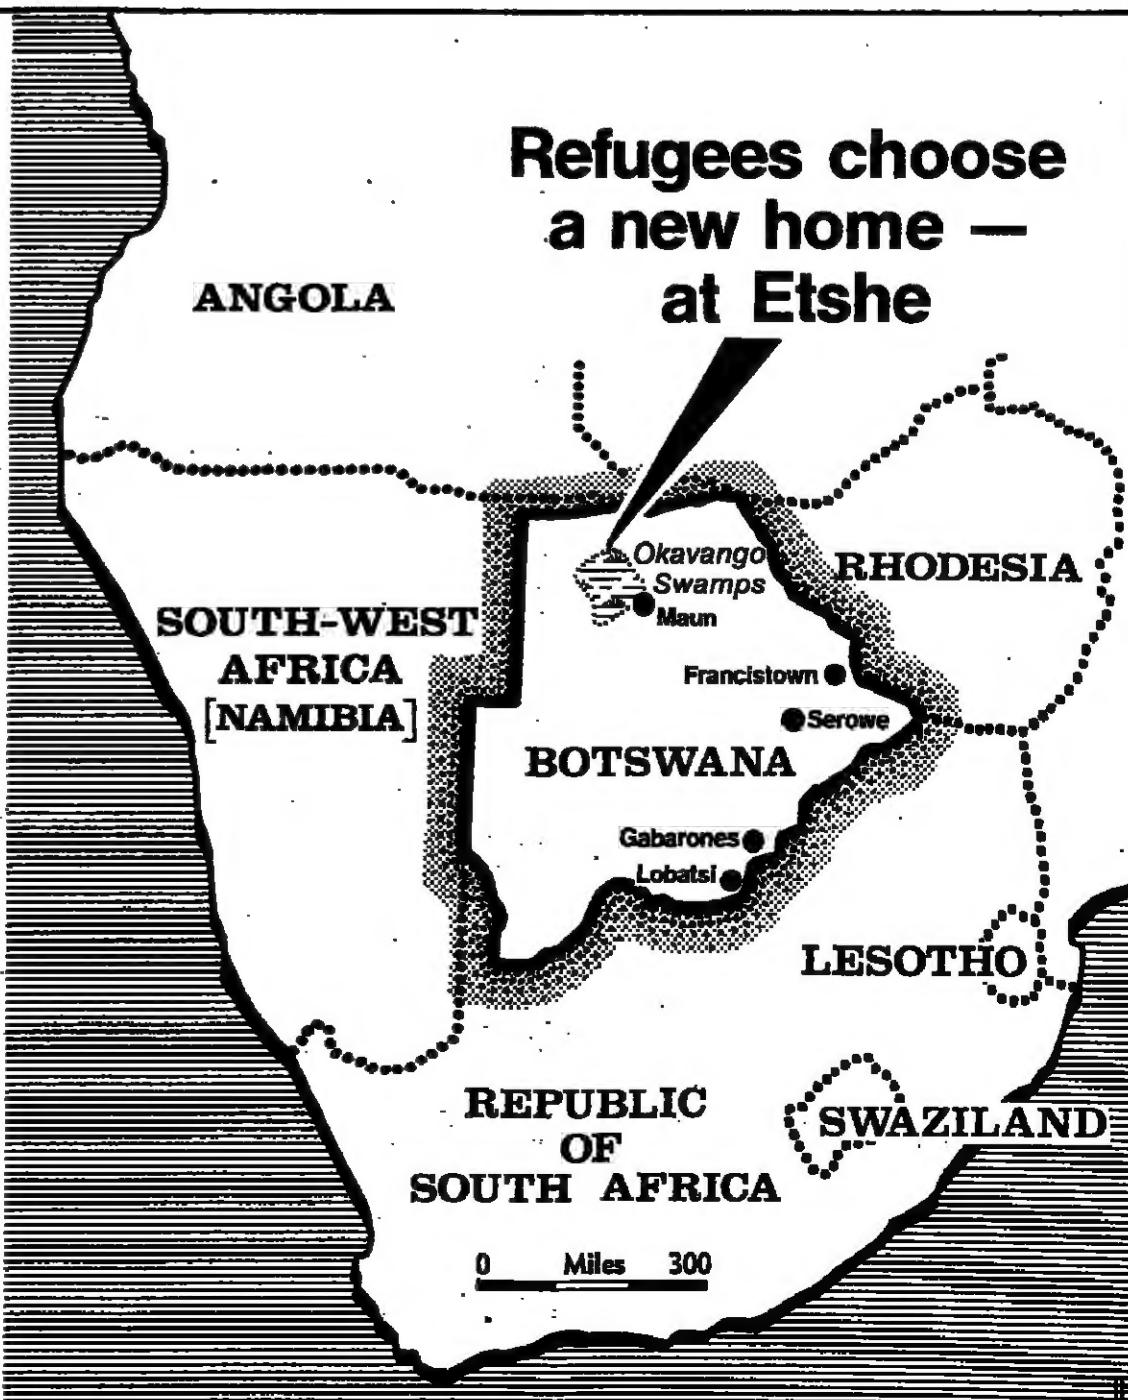 Refugees choose
a new home —
at Etshe
ANGOLA
Okavango
Swamps
Maun
RHODESIA
SOUTH-WEST
AFRICA
[NAMIBIA]
Francistown
Serowe
BOTSWANA
Gabarones
Lobatsi
LESOTHO
REPUBLIC
OF
SOUTH AFRICA
SWAZILAND
0 Miles 300